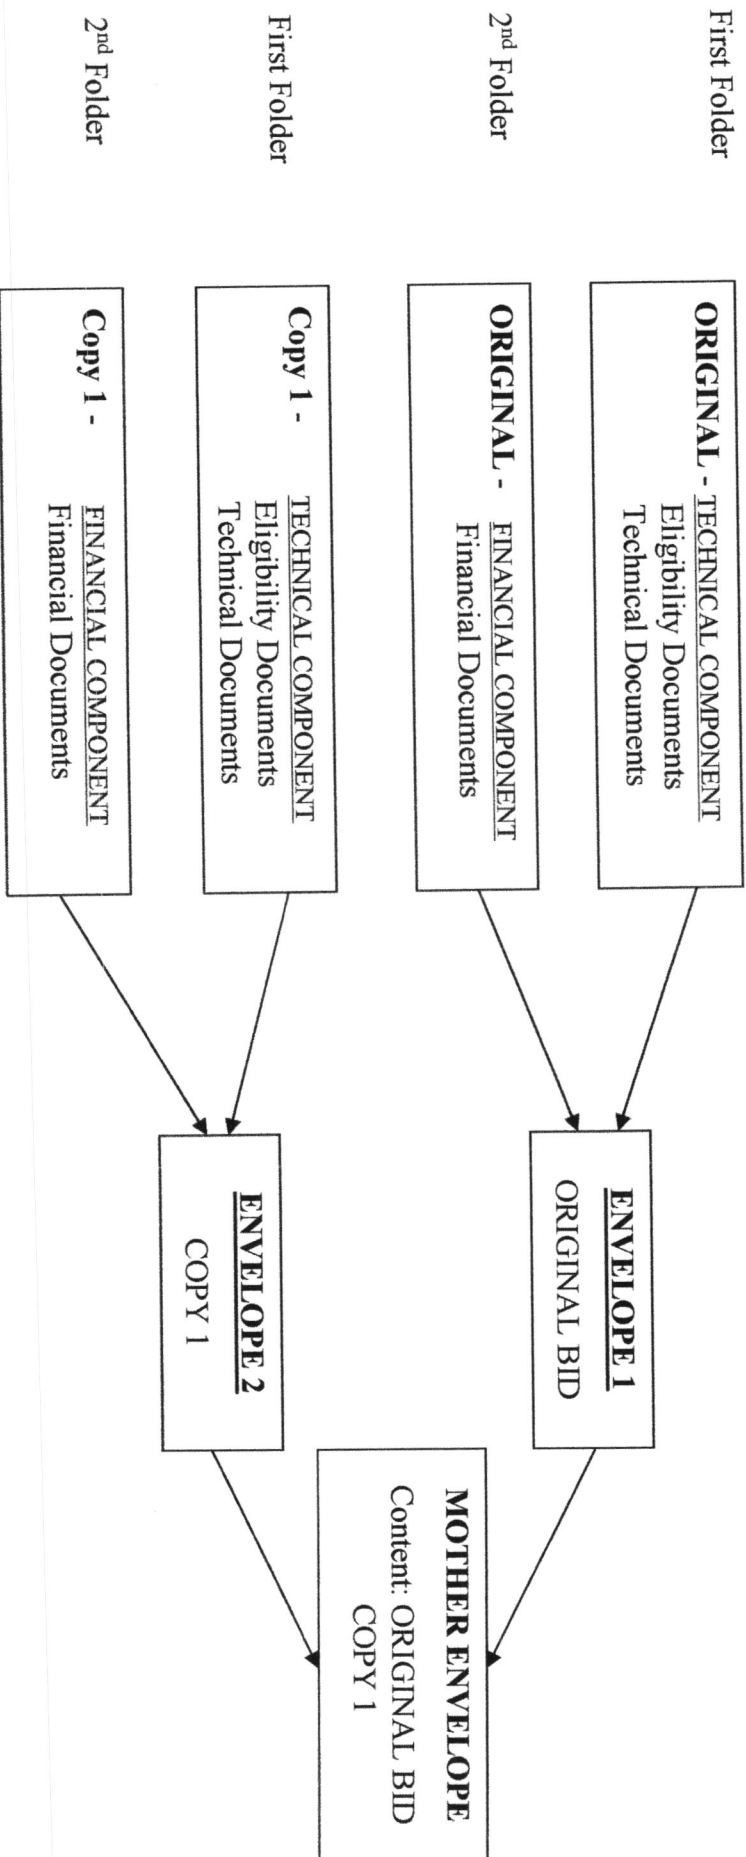 First Folder
ORIGINAL - TECHNICAL COMPONENT
Eligibility Documents
Technical Documents
2nd Folder
ORIGINAL - FINANCIAL COMPONENT
Financial Documents
ENVELOPE 1
ORIGINAL BID
First Folder
Copy 1 - TECHNICAL COMPONENT
Eligibility Documents
Technical Documents
2nd Folder
Copy 1 - FINANCIAL COMPONENT
Financial Documents
ENVELOPE 2
COPY 1
MOTHER ENVELOPE
Content: ORIGINAL BID
COPY 1